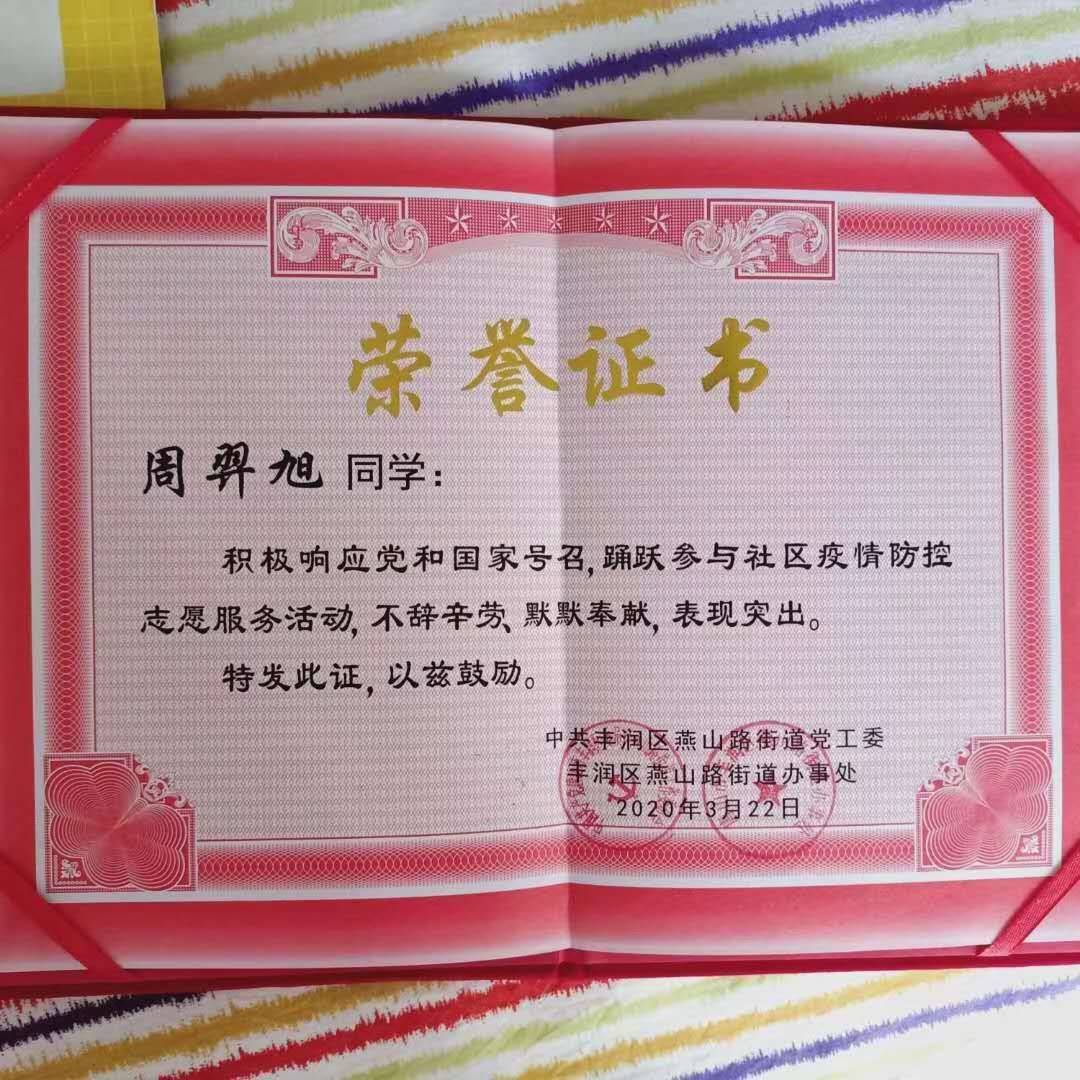 荣誉证书
周羿旭 同学：
积极响应党和国家号召，踊跃参与社区疫情防控
志愿服务活动，不辞辛劳、默默奉献，表现突出。
特发此证，以兹鼓励。
中共丰润区燕山路街道党工委
丰润区燕山路街道办事处
2020年3月22日